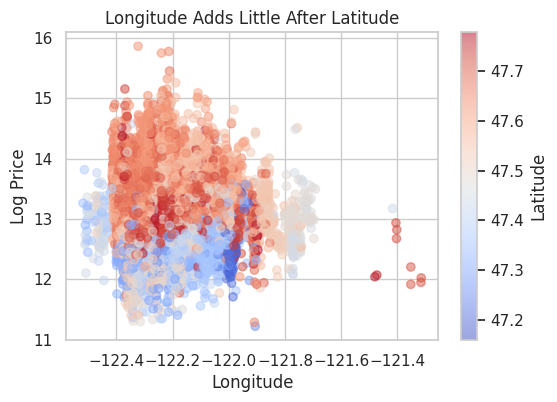 Longitude Adds Little After Latitude
16
15
14
13
12
11
Log Price
−122.4 −122.2 −122.0 −121.8 −121.6 −121.4
Longitude
47.7
47.6
47.5
47.4
47.3
47.2
Latitude